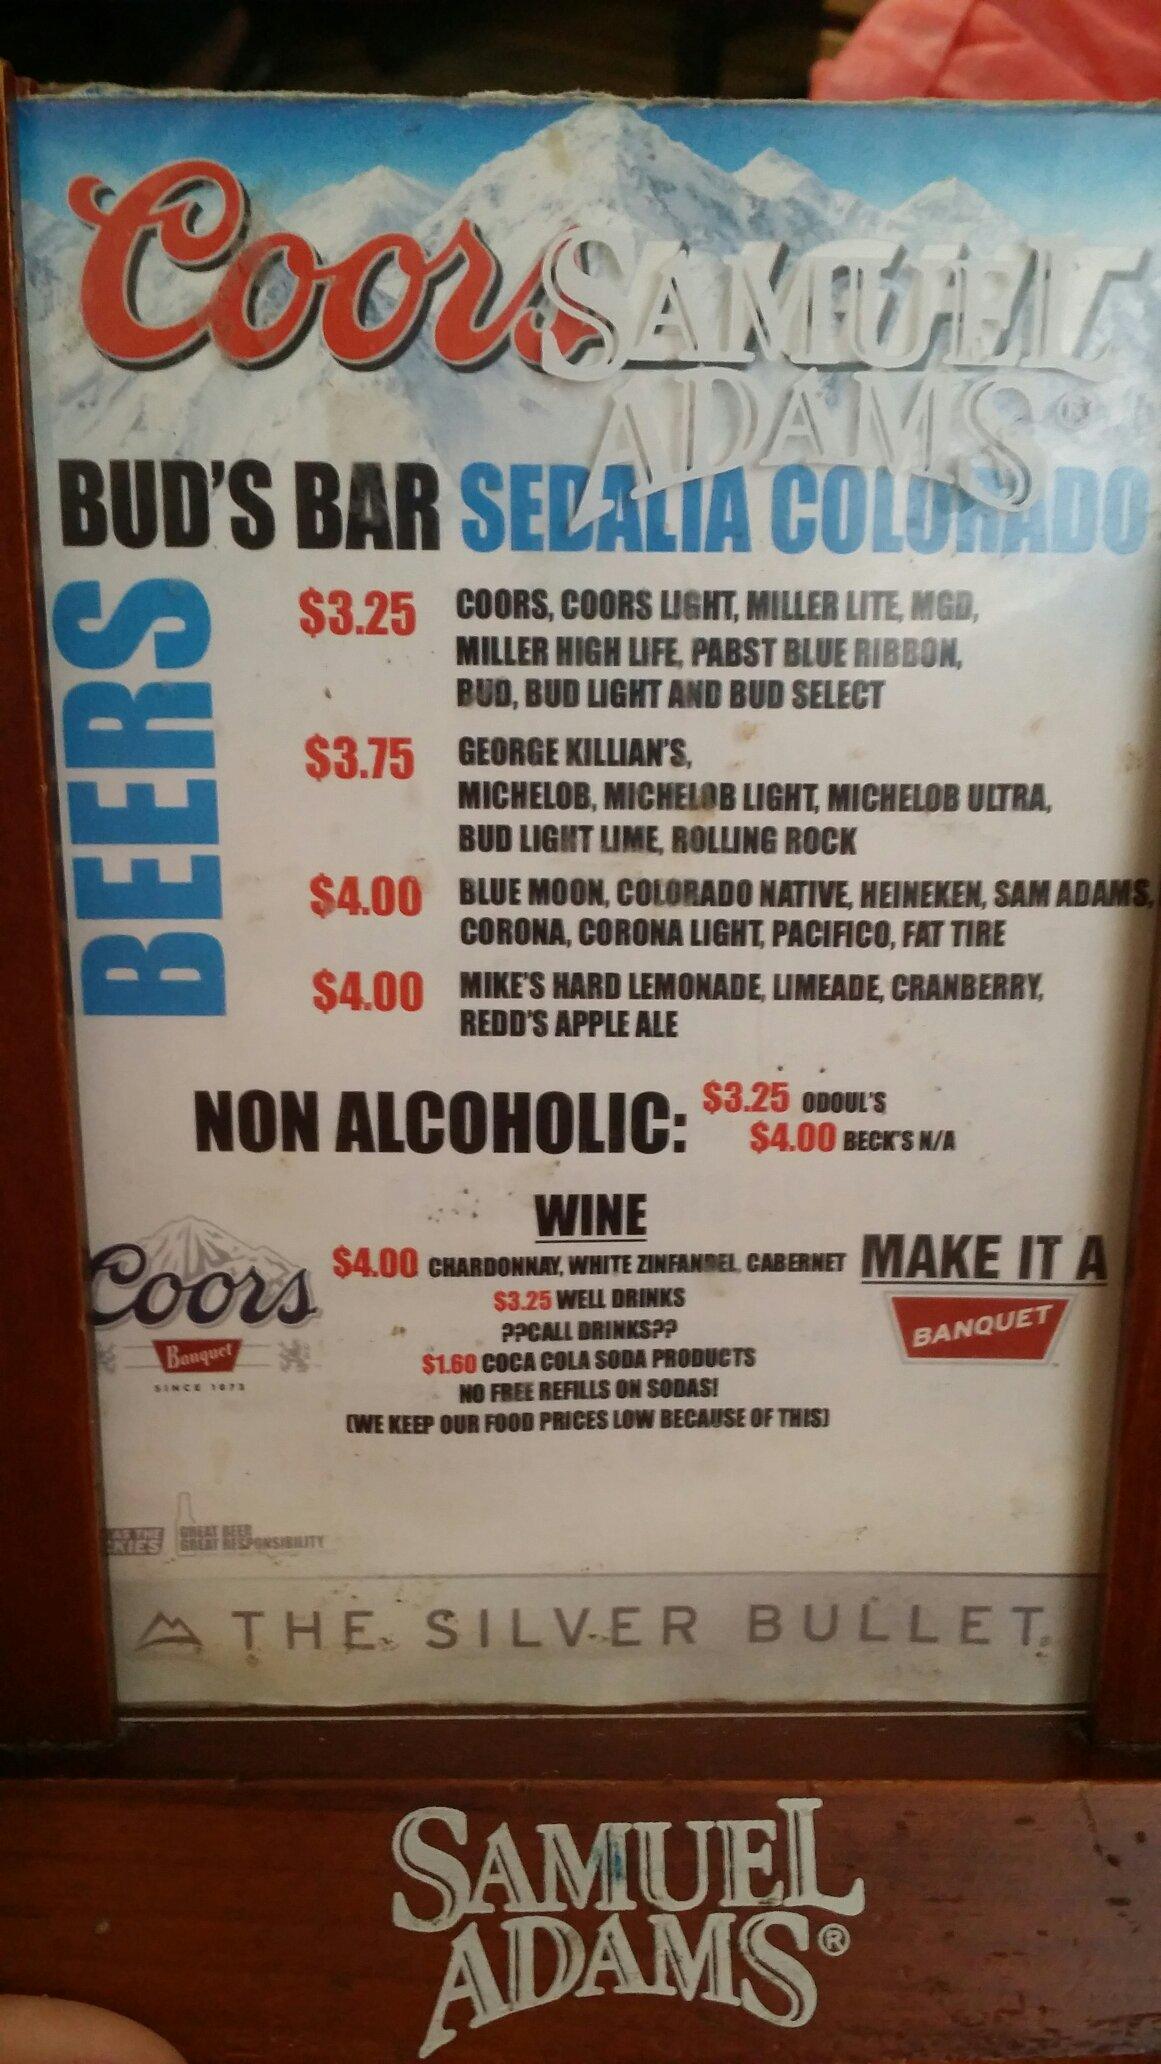 Coors
SAMUEL
ADAMS®
BUD'S BAR SEDALIA COLORADO
BEERS
$3.25 COORS, COORS LIGHT, MILLER LITE, MGD,
MILLER HIGH LIFE, PABST BLUE RIBBON,
BUD, BUD LIGHT AND BUD SELECT
$3.75 GEORGE KILLIAN'S,
MICHELOB, MICHELOB LIGHT, MICHELOB ULTRA,
BUD LIGHT LIME, ROLLING ROCK
$4.00 BLUE MOON, COLORADO NATIVE, HEINEKEN, SAM ADAMS,
CORONA, CORONA LIGHT, PACIFICO, FAT TIRE
$4.00 MIKE'S HARD LEMONADE, LIMEADE, CRANBERRY,
REDD'S APPLE ALE
NON ALCOHOLIC: $3.25 ODOUL'S
$4.00 BECK'S N/A
WINE
$4.00 CHARDONNAY, WHITE ZINFANDEL, CABERNET
$3.25 WELL DRINKS
??CALL DRINKS??
$1.60 COCA COLA SODA PRODUCTS
NO FREE REFILLS ON SODAS!
(WE KEEP OUR FOOD PRICES LOW BECAUSE OF THIS)
Coors
Banquet
SINCE 1873
MAKE IT A
BANQUET
AS THE
GREAT BEER
GREAT RESPONSIBILITY
THE SILVER BULLET.
SAMUEL
ADAMS®